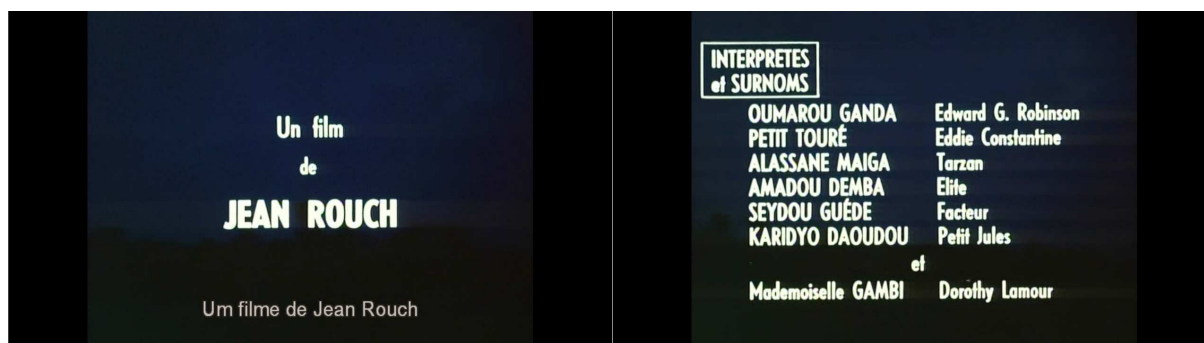 Un film
de
JEAN ROUCH
Um filme de Jean Rouch
INTERPRETES
et SURNOMS
OUMAROU GANDA Edward G. Robinson
PETIT TOURÉ Eddie Constantine
ALASSANE MAIGA Tarzan
AMADOU DEMBA Elite
SEYDOU GUÉDE Facteur
KARIDYO DAOUDOU Petit Jules
et
Mademoiselle GAMBI Dorothy Lamour